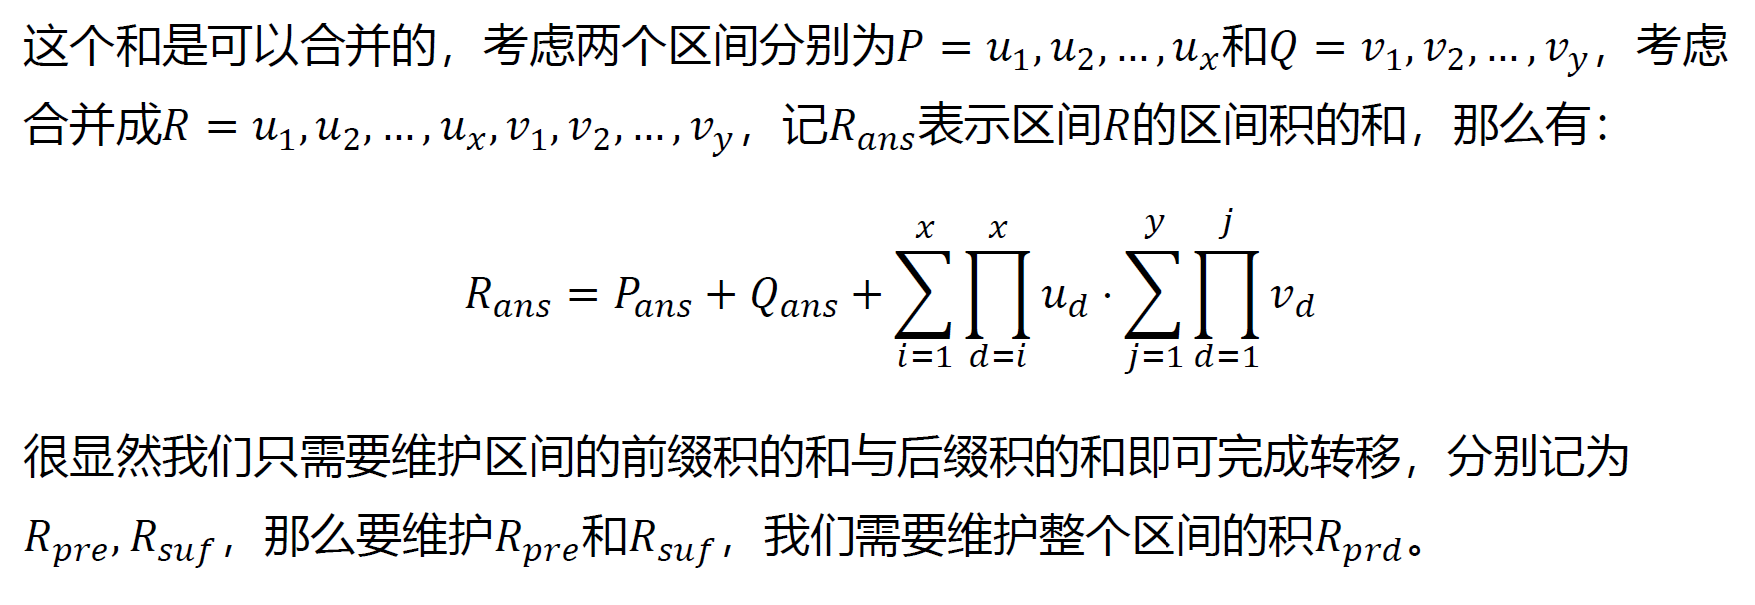 这个和是可以合并的，考虑两个区间分别为$P = u_1, u_2, \ldots, u_x$和$Q = v_1, v_2, \ldots, v_y$，考虑
合并成$R = u_1, u_2, \ldots, u_x, v_1, v_2, \ldots, v_y$，记$R_{ans}$表示区间$R$的区间积的和，那么有：
$R_{ans} = P_{ans} + Q_{ans} + \sum_{i=1}^{x} \prod_{d=i}^{x} u_d \cdot \sum_{j=1}^{y} \prod_{d=1}^{j} v_d$
很显然我们只需要维护区间的前缀积的和与后缀积的和即可完成转移，分别记为
$R_{pre}, R_{suf}$，那么要维护$R_{pre}$和$R_{suf}$，我们需要维护整个区间的积$R_{prd}$。